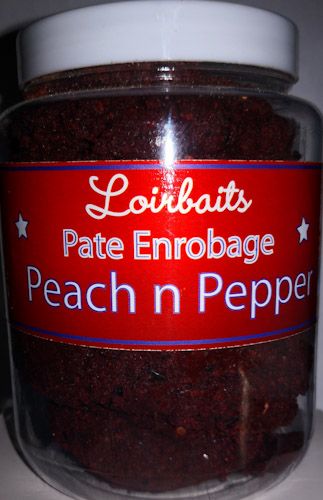 Loirbaits
Pate Enrobage
Peach n Pepper